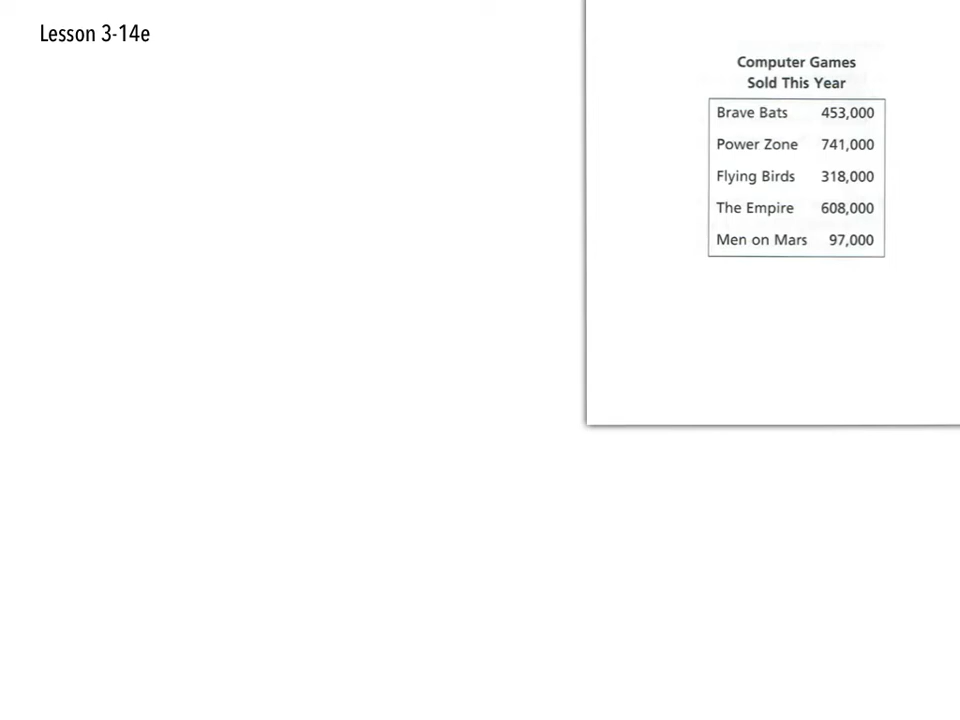 Lesson 3-14e
Computer Games
Sold This Year
Brave Bats 453,000
Power Zone 741,000
Flying Birds 318,000
The Empire 608,000
Men on Mars 97,000